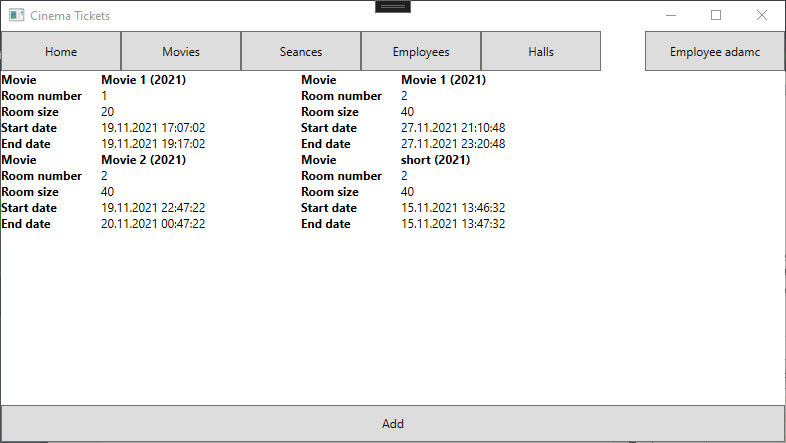 Cinema Tickets
Home Movies Seances Employees Halls Employee adamc
Movie Movie 1 (2021) Movie Movie 1 (2021)
Room number 1 Room number 2
Room size 20 Room size 40
Start date 19.11.2021 17:07:02 Start date 27.11.2021 21:10:48
End date 19.11.2021 19:17:02 End date 27.11.2021 23:20:48
Movie Movie 2 (2021) Movie short (2021)
Room number 2 Room number 2
Room size 40 Room size 40
Start date 19.11.2021 22:47:22 Start date 15.11.2021 13:46:32
End date 20.11.2021 00:47:22 End date 15.11.2021 13:47:32
Add